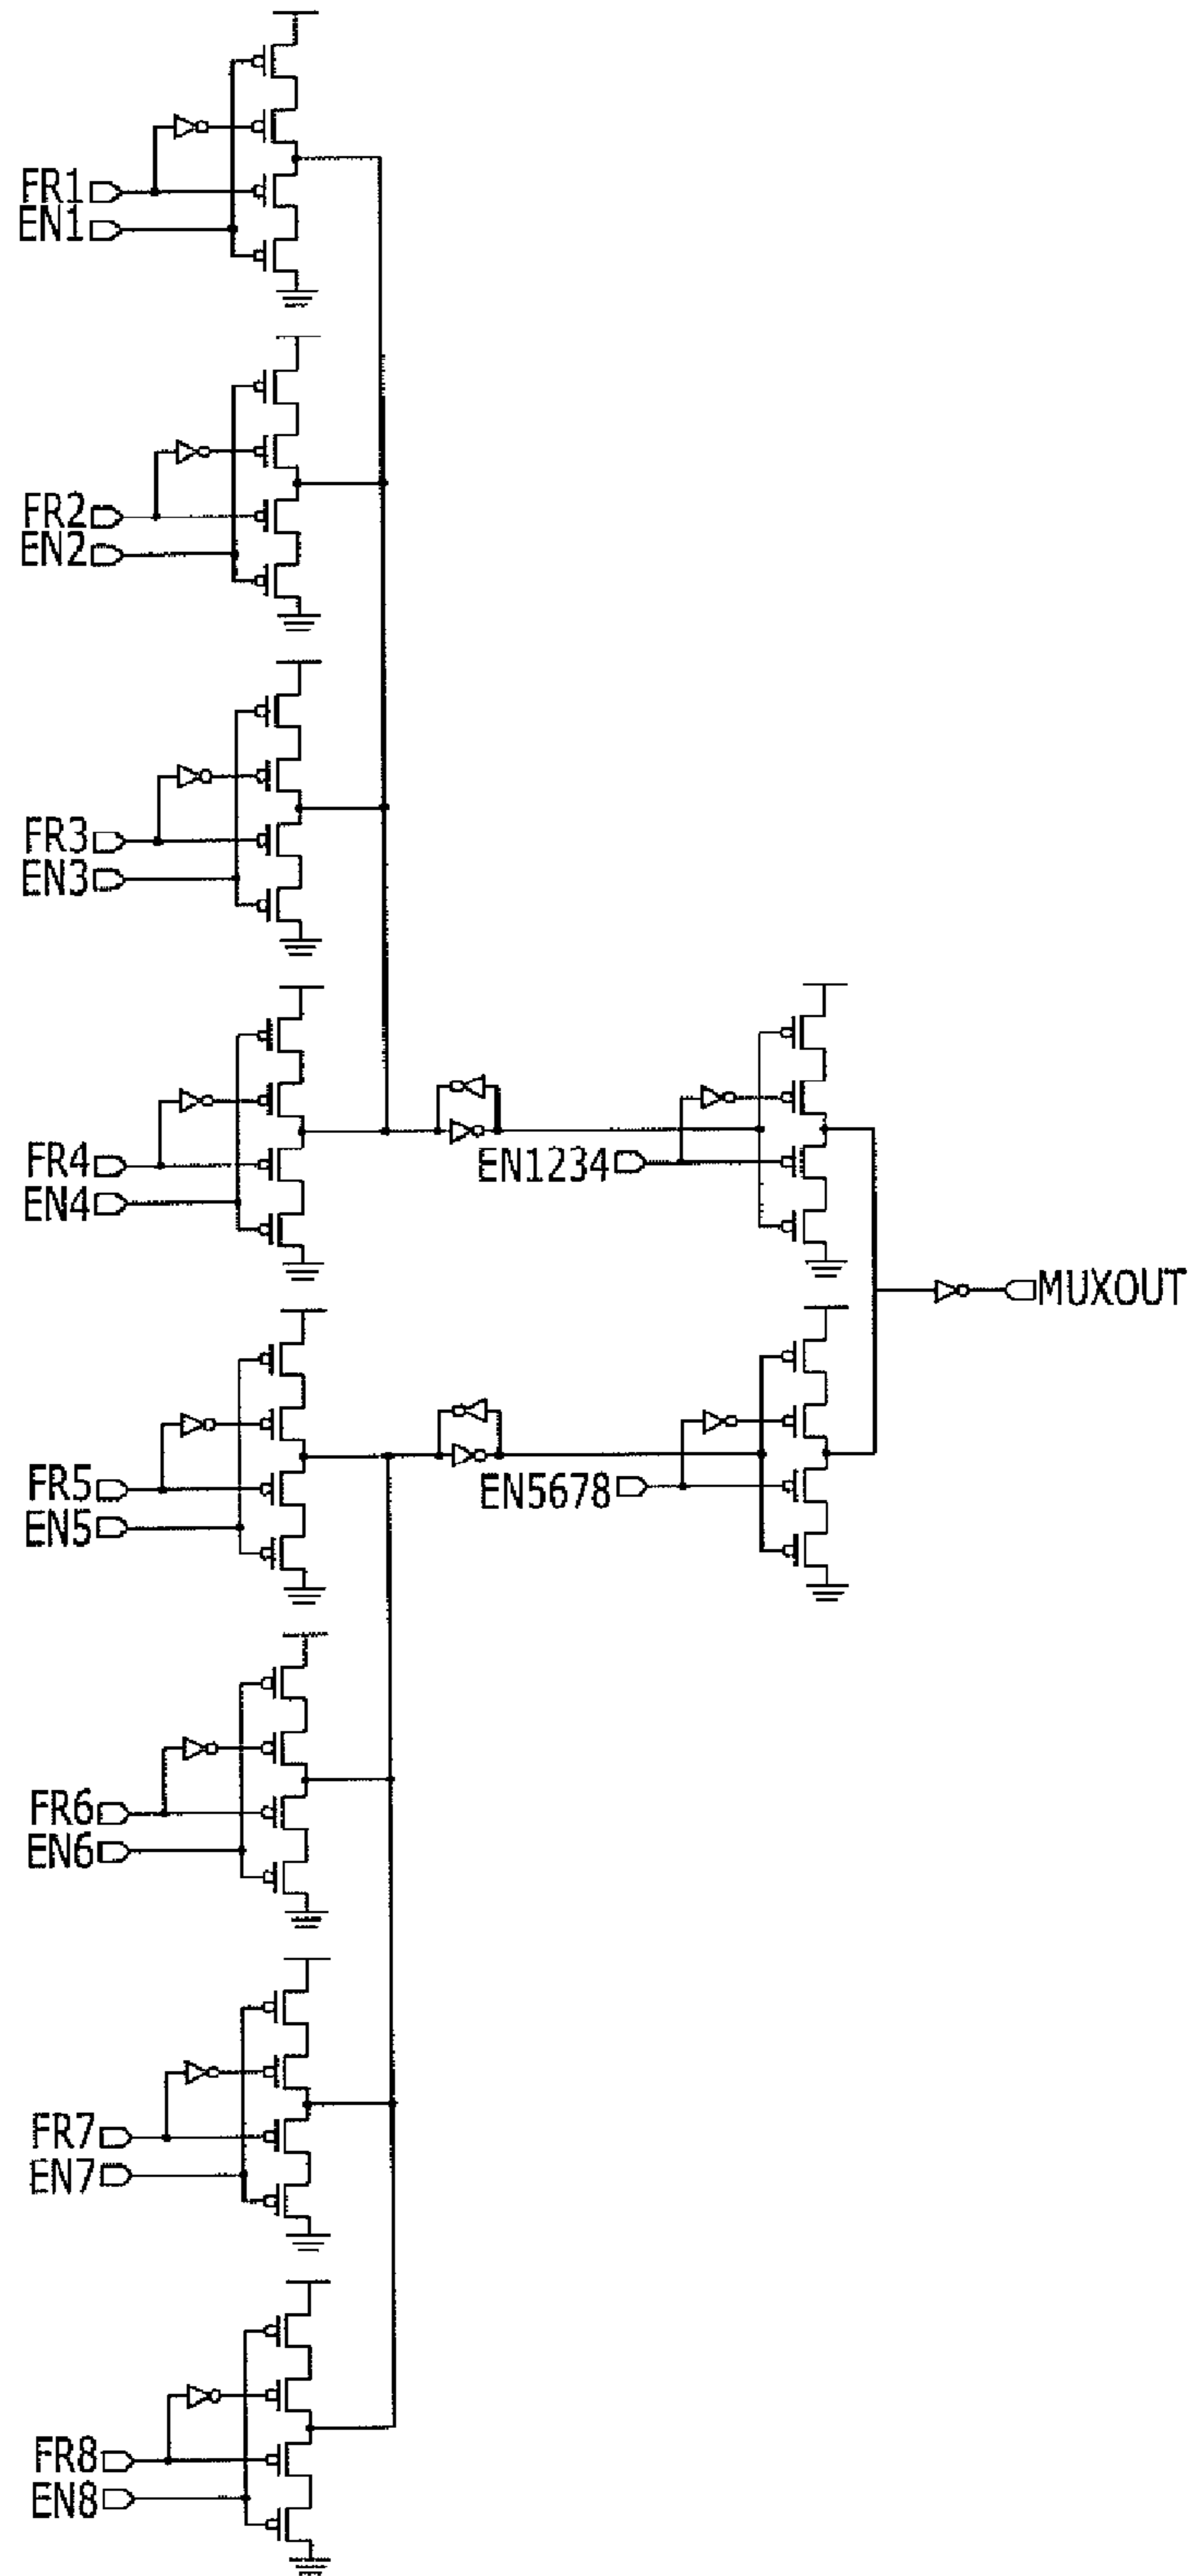 FR1
EN1
FR2
EN2
FR3
EN3
FR4
EN4
EN1234
MUXOUT
FR5
EN5
EN5678
FR6
EN6
FR7
EN7
FR8
EN8